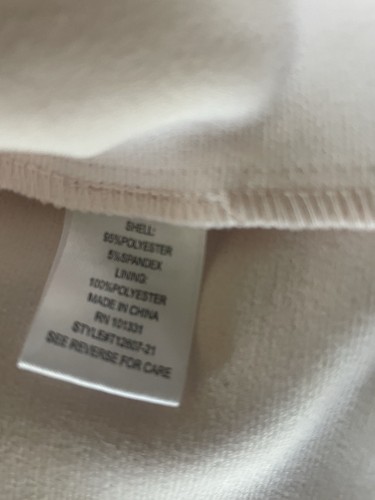 SHELL:
95%POLYESTER
5%SPANDEX
LINING:
100%POLYESTER
MADE IN CHINA
RN 101331
STYLE#T12607-21
SEE REVERSE FOR CARE